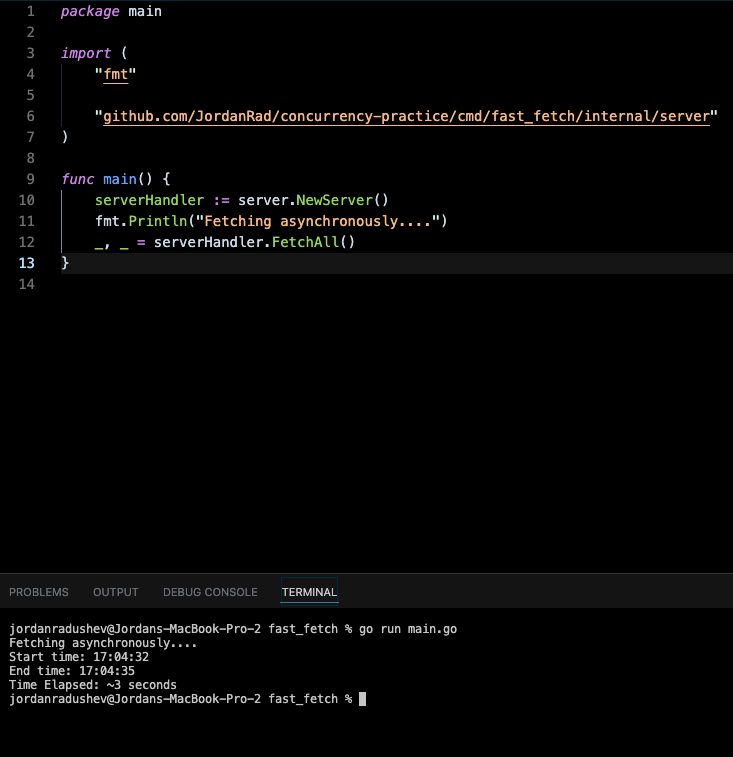 1 package main
2
3 import (
4 "fmt"
5
6 "github.com/JordanRad/concurrency-practice/cmd/fast_fetch/internal/server"
7 )
8
9 func main() {
10 serverHandler := server.NewServer()
11 fmt.Println("Fetching asynchronously....")
12 _, _ = serverHandler.FetchAll()
13 }
14
PROBLEMS OUTPUT DEBUG CONSOLE TERMINAL
jordanradushev@Jordans-MacBook-Pro-2 fast_fetch % go run main.go
Fetching asynchronously....
Start time: 17:04:32
End time: 17:04:35
Time Elapsed: ~3 seconds
jordanradushev@Jordans-MacBook-Pro-2 fast_fetch %